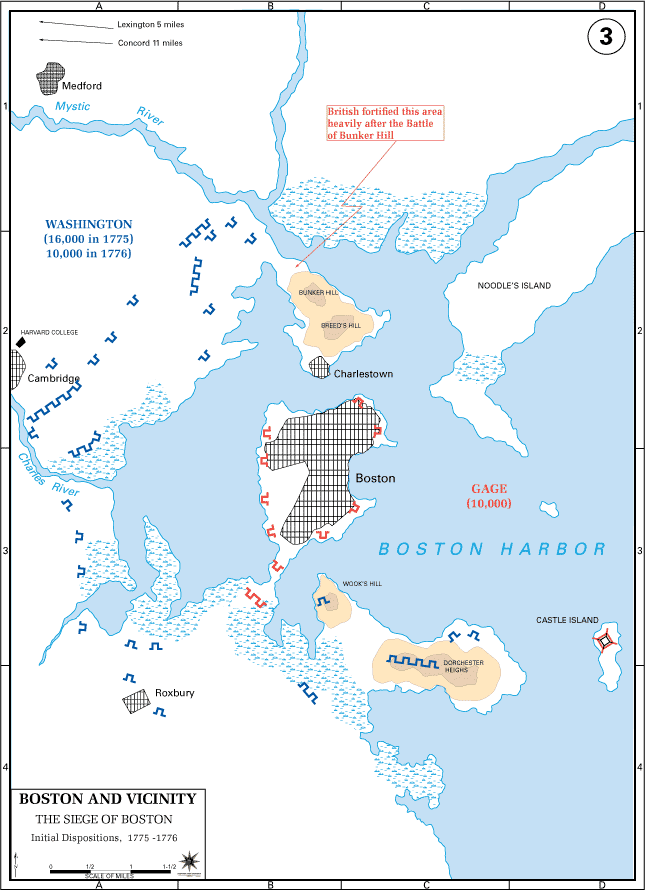 A B C D
Lexington 5 miles
Concord 11 miles
3
Medford
Mystic River
1 1
British fortified this area
heavily after the Battle
of Bunker Hill
WASHINGTON
(16,000 in 1775)
10,000 in 1776)
NOODLE'S ISLAND
BUNKER HILL
BREED'S HILL
2 2
HARVARD COLLEGE
Cambridge
Charlestown
Charles River
Boston
GAGE
(10,000)
3 3
BOSTON HARBOR
WOOK'S HILL
CASTLE ISLAND
DORCHESTER
HEIGHS
Roxbury
4 4
BOSTON AND VICINITY
THE SIEGE OF BOSTON
Initial Dispositions, 1775 -1776
0 1/2 1 1-1/2
SCALE OF MILES
A B C D